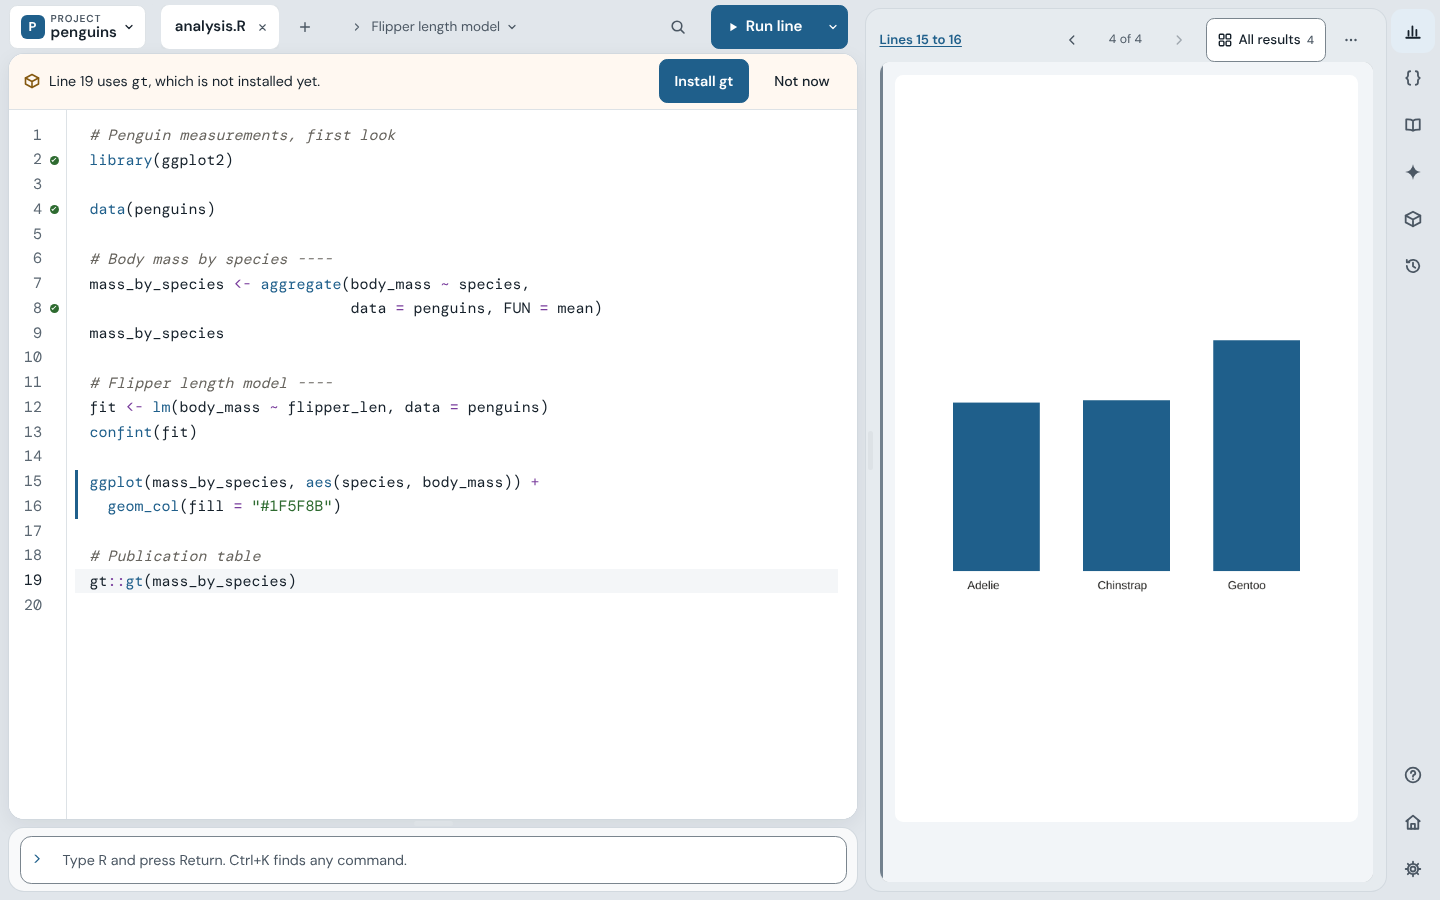 P PROJECT penguins
analysis.R
Flipper length model
Run line
Line 19 uses gt, which is not installed yet.
Install gt
Not now
1 # Penguin measurements, first look
2 library(ggplot2)
3
4 data(penguins)
5
6 # Body mass by species ----
7 mass_by_species <- aggregate(body_mass ~ species,
8 data = penguins, FUN = mean)
9 mass_by_species
10
11 # Flipper length model ----
12 fit <- lm(body_mass ~ flipper_len, data = penguins)
13 confint(fit)
14
15 ggplot(mass_by_species, aes(species, body_mass)) +
16 geom_col(fill = "#1F5F8B")
17
18 # Publication table
19 gt::gt(mass_by_species)
20
Type R and press Return. Ctrl+K finds any command.
Lines 15 to 16
4 of 4
All results 4
Adelie Chinstrap Gentoo